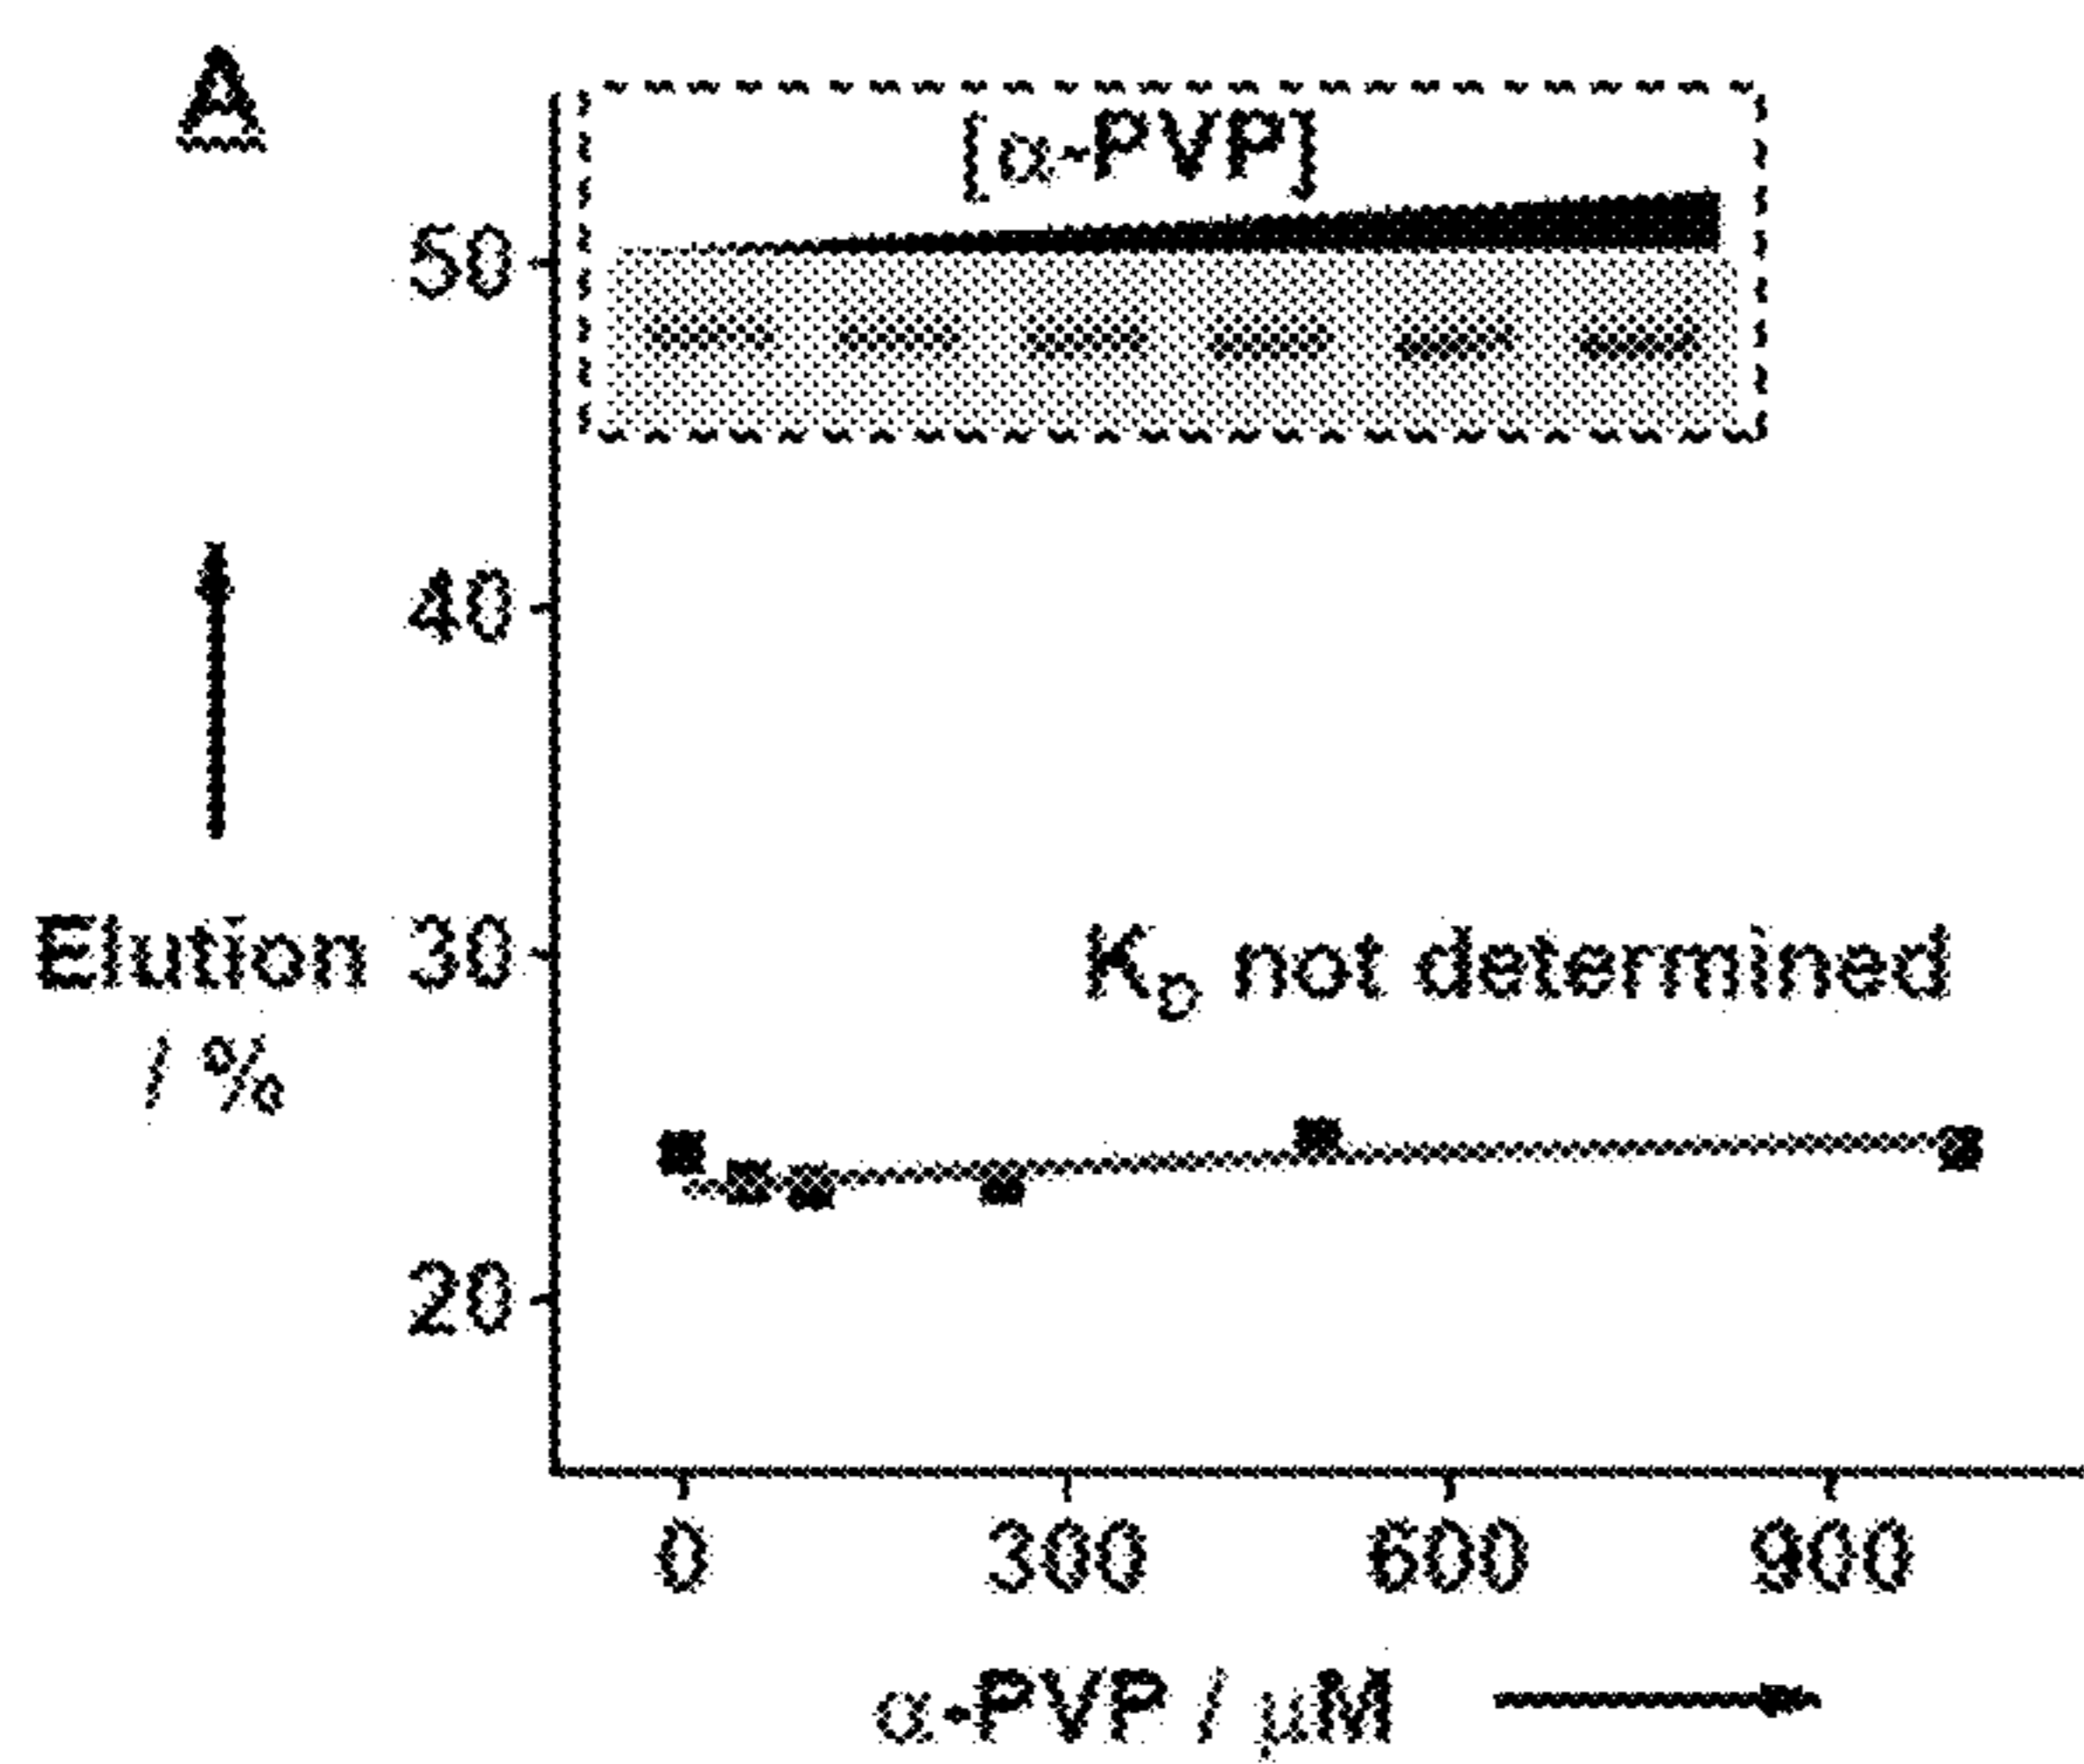 A
[α-PVP]
50
40
Elution
/ %
30
K_D not determined
20
0 300 600 900
α-PVP / µM